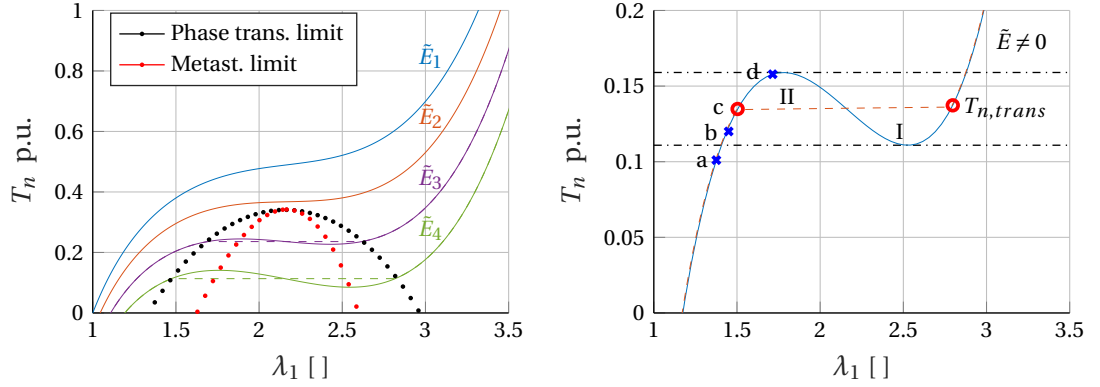 Phase trans. limit
Metast. limit
Ẽ1
Ẽ2
Ẽ3
Ẽ4
1
0.8
0.6
0.4
0.2
0
1 1.5 2 2.5 3 3.5
Tn p.u.
λ1 [ ]
Ẽ ≠ 0
d
II
c
Tn,trans
b
I
a
0.2
0.15
0.1
0.05
0
1 1.5 2 2.5 3 3.5
Tn p.u.
λ1 [ ]